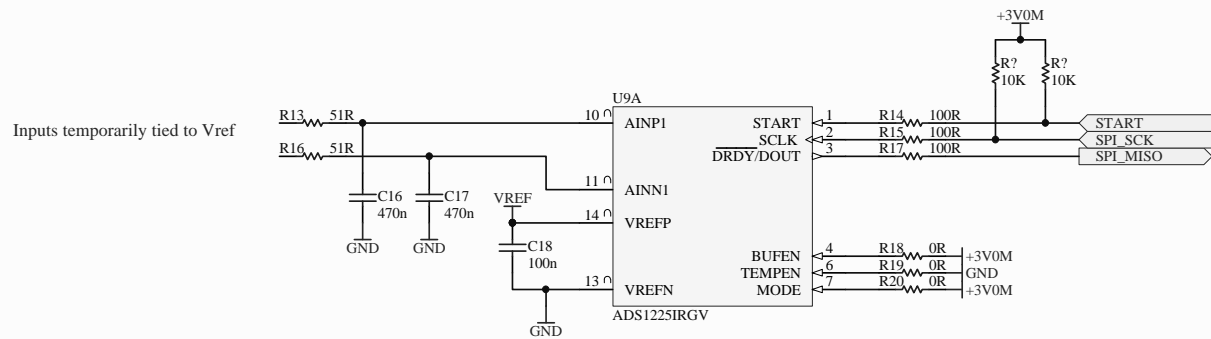 +3V0M
R? R?
10K 10K
U9A
Inputs temporarily tied to Vref
R13 51R 10 AINP1 START 1 R14 100R START
SCLK 2 R15 100R SPI_SCK
R16 51R DRDY/DOUT 3 R17 100R SPI_MISO
11 AINN1
C16 470n
C17 470n
GND GND
VREF
14 VREFP
C18 100n
BUFEN 4 R18 0R +3V0M
TEMPEN 6 R19 0R GND
13 VREFN MODE 7 R20 0R +3V0M
GND
ADS1225IRGV